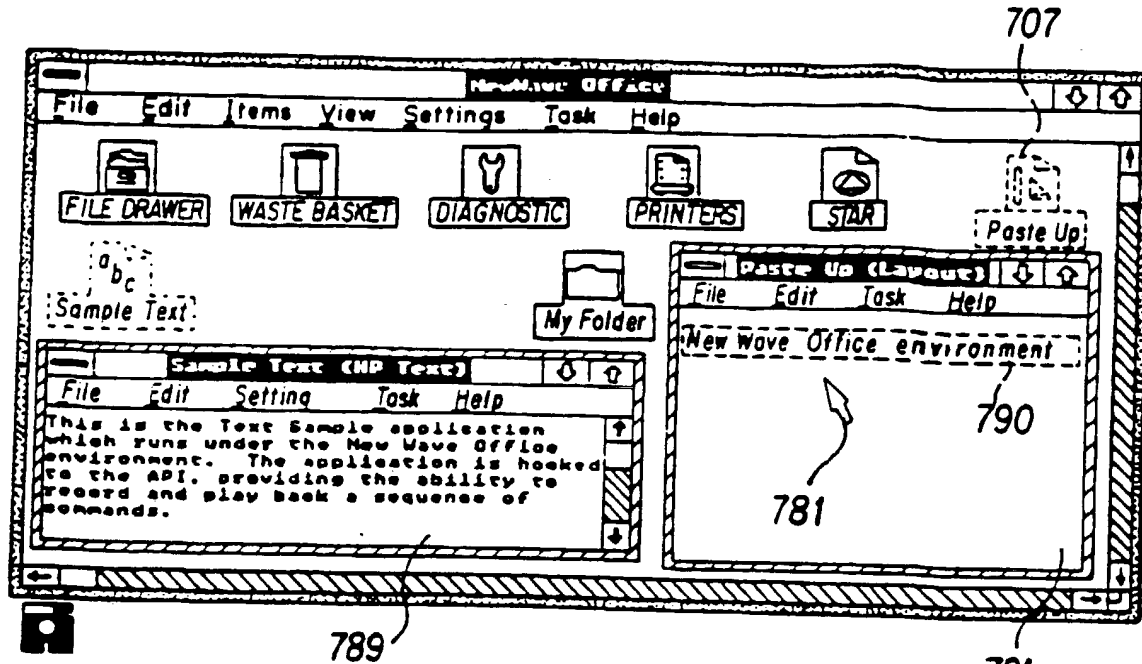 707
NewWave Office
File Edit Items View Settings Task Help
FILE DRAWER WASTE BASKET DIAGNOSTIC PRINTERS STAR Paste Up
abc
Sample Text
My Folder
Paste Up (Layout)
File Edit Task Help
New Wave Office environment
790
781
Sample Text (HP Text)
File Edit Setting Task Help
This is the Text Sample application
which runs under the New Wave Office
environment. The application is hooked
to the API, providing the ability to
record and play back a sequence of
commands.
789